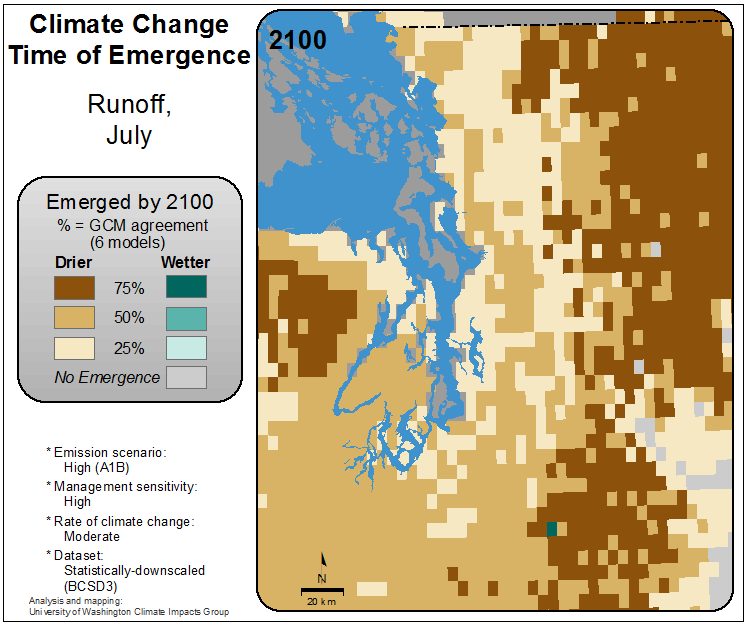 Climate Change
Time of Emergence
Runoff,
July
Emerged by 2100
% = GCM agreement
(6 models)
Drier Wetter
75%
50%
25%
No Emergence
* Emission scenario:
High (A1B)
* Management sensitivity:
High
* Rate of climate change:
Moderate
* Dataset:
Statistically-downscaled
(BCSD3)
Analysis and mapping:
University of Washington Climate Impacts Group
2100
N
20 km